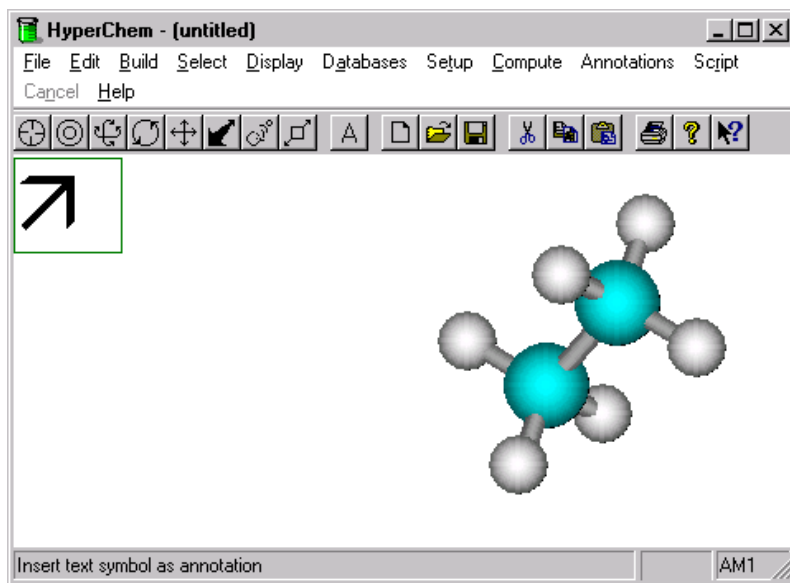 HyperChem - (untitled)
File Edit Build Select Display Databases Setup Compute Annotations Script
Cancel Help
A
Insert text symbol as annotation
AM1